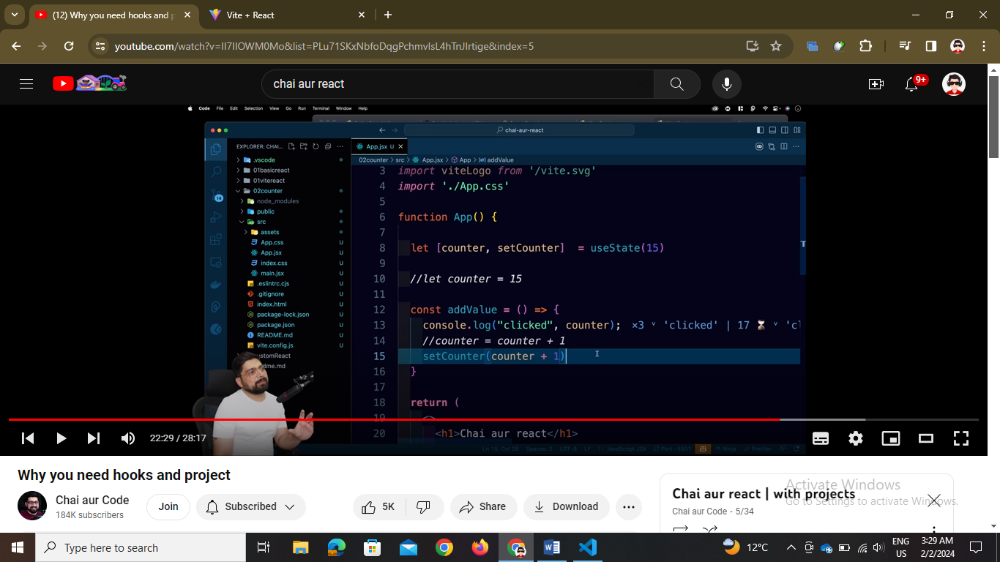 (12) Why you need hooks and p
Vite + React
youtube.com/watch?v=II7IIOWM0Mo&list=PLu71SKxNbfoDqgPchmvIsL4hTnJIrtige&index=5
chai aur react
9+
Code File Edit Selection View Go Run Terminal Window Help
chai-aur-react
EXPLORER: CHAI...
App.jsx U
02counter > src > App.jsx > App > addValue
.vscode
01basicreact
01vitereact
02counter
node_modules
public
src
assets
App.css U
App.jsx U
index.css U
main.jsx U
.eslintrc.cjs U
.gitignore U
index.html U
package-lock.json U
package.json U
README.md U
vite.config.js U
ustomReact
dme.md
14
3 import viteLogo from '/vite.svg'
4 import './App.css'
5
6 function App() {
7
8 let [counter, setCounter] = useState(15)
9
10 //let counter = 15
11
12 const addValue = () => {
13 console.log("clicked", counter); ×3 ˅ 'clicked' | 17 ⌛ ˅ 'cl
14 //counter = counter + 1
15 setCounter(counter + 1)
16 }
17
18 return (
19 <>
20 <h1>Chai aur react</h1>
Ln 15, Col 28 Spaces: 2 UTF-8 LF {} JavaScript JSX Port : 5501 Ninja Prettier
22:29 / 28:17
Why you need hooks and project
Chai aur Code
184K subscribers
Join
Subscribed
5K
Share
Download
Chai aur react | with projects
Chai aur Code - 5/34
Activate Windows
Go to Settings to activate Windows.
Type here to search
12°C
ENG
US
3:29 AM
2/2/2024